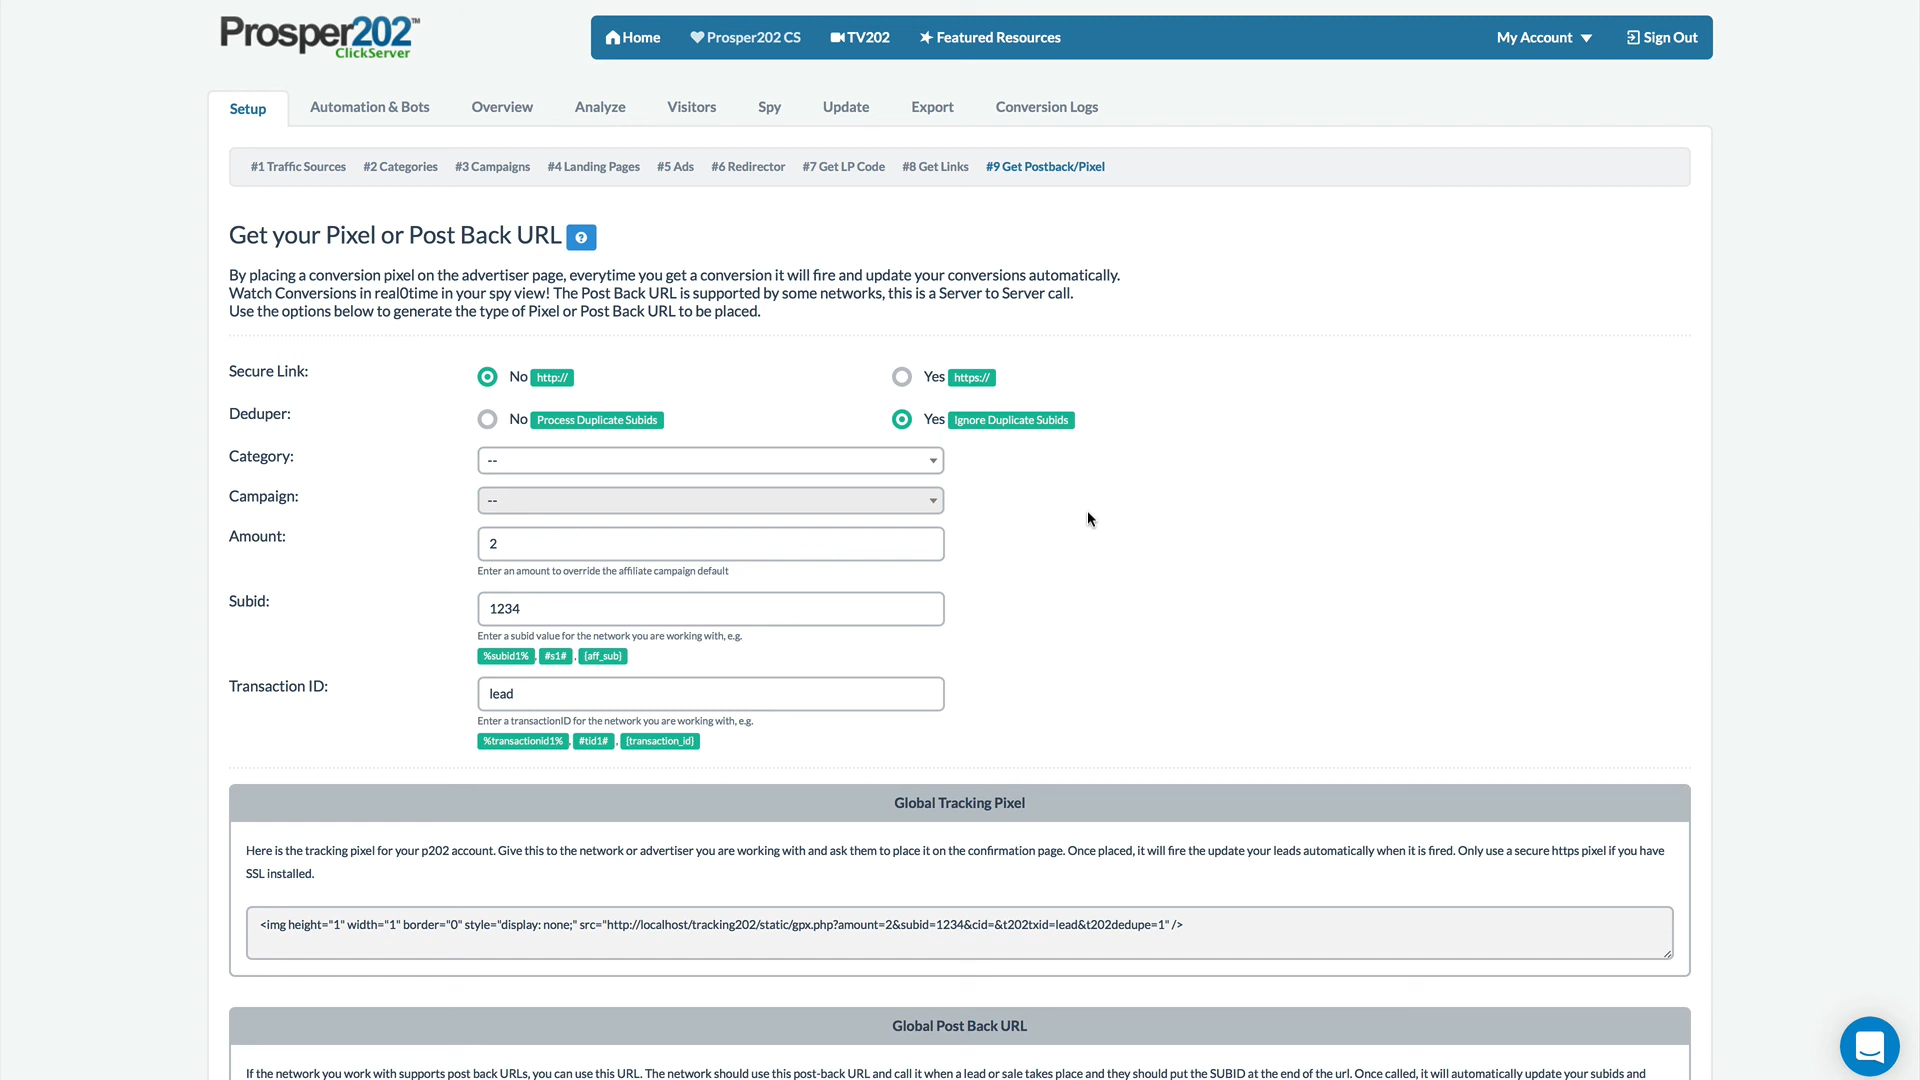 Prosper202™
ClickServer
Home
Prosper202 CS
TV202
Featured Resources
My Account
Sign Out
Setup
Automation & Bots
Overview
Analyze
Visitors
Spy
Update
Export
Conversion Logs
#1 Traffic Sources
#2 Categories
#3 Campaigns
#4 Landing Pages
#5 Ads
#6 Redirector
#7 Get LP Code
#8 Get Links
#9 Get Postback/Pixel
Get your Pixel or Post Back URL
By placing a conversion pixel on the advertiser page, everytime you get a conversion it will fire and update your conversions automatically.
Watch Conversions in real0time in your spy view! The Post Back URL is supported by some networks, this is a Server to Server call.
Use the options below to generate the type of Pixel or Post Back URL to be placed.
Secure Link:
No http://
Yes https://
Deduper:
No Process Duplicate Subids
Yes Ignore Duplicate Subids
Category:
--
Campaign:
--
Amount:
2
Enter an amount to override the affiliate campaign default
Subid:
1234
Enter a subid value for the network you are working with, e.g.
%subid1% , #s1# , {aff_sub}
Transaction ID:
lead
Enter a transactionID for the network you are working with, e.g.
%transactionid1% , #tid1# , {transaction_id}
Global Tracking Pixel
Here is the tracking pixel for your p202 account. Give this to the network or advertiser you are working with and ask them to place it on the confirmation page. Once placed, it will fire the update your leads automatically when it is fired. Only use a secure https pixel if you have
SSL installed.
<img height="1" width="1" border="0" style="display: none;" src="http://localhost/tracking202/static/gpx.php?amount=2&subid=1234&cid=&t202txid=lead&t202dedupe=1" />
Global Post Back URL
If the network you work with supports post back URLs, you can use this URL. The network should use this post-back URL and call it when a lead or sale takes place and they should put the SUBID at the end of the url. Once called, it will automatically update your subids and